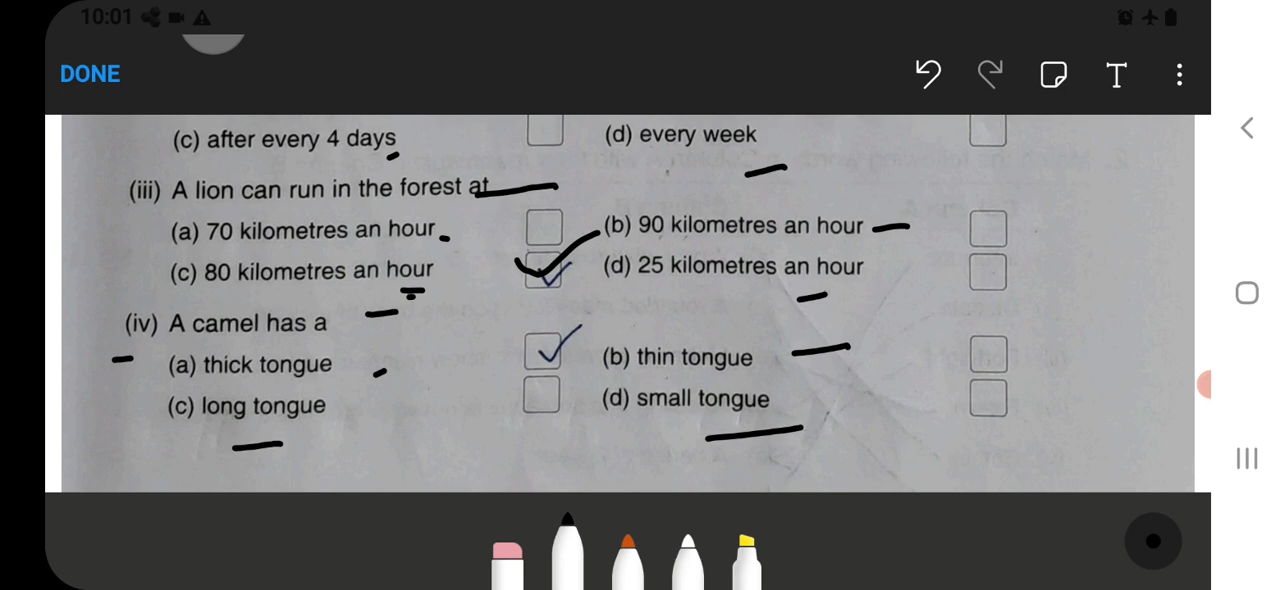 10:01
DONE
T
(c) after every 4 days
(d) every week
(iii) A lion can run in the forest at
(a) 70 kilometres an hour
(b) 90 kilometres an hour
(c) 80 kilometres an hour
(d) 25 kilometres an hour
(iv) A camel has a
(a) thick tongue
(b) thin tongue
(c) long tongue
(d) small tongue